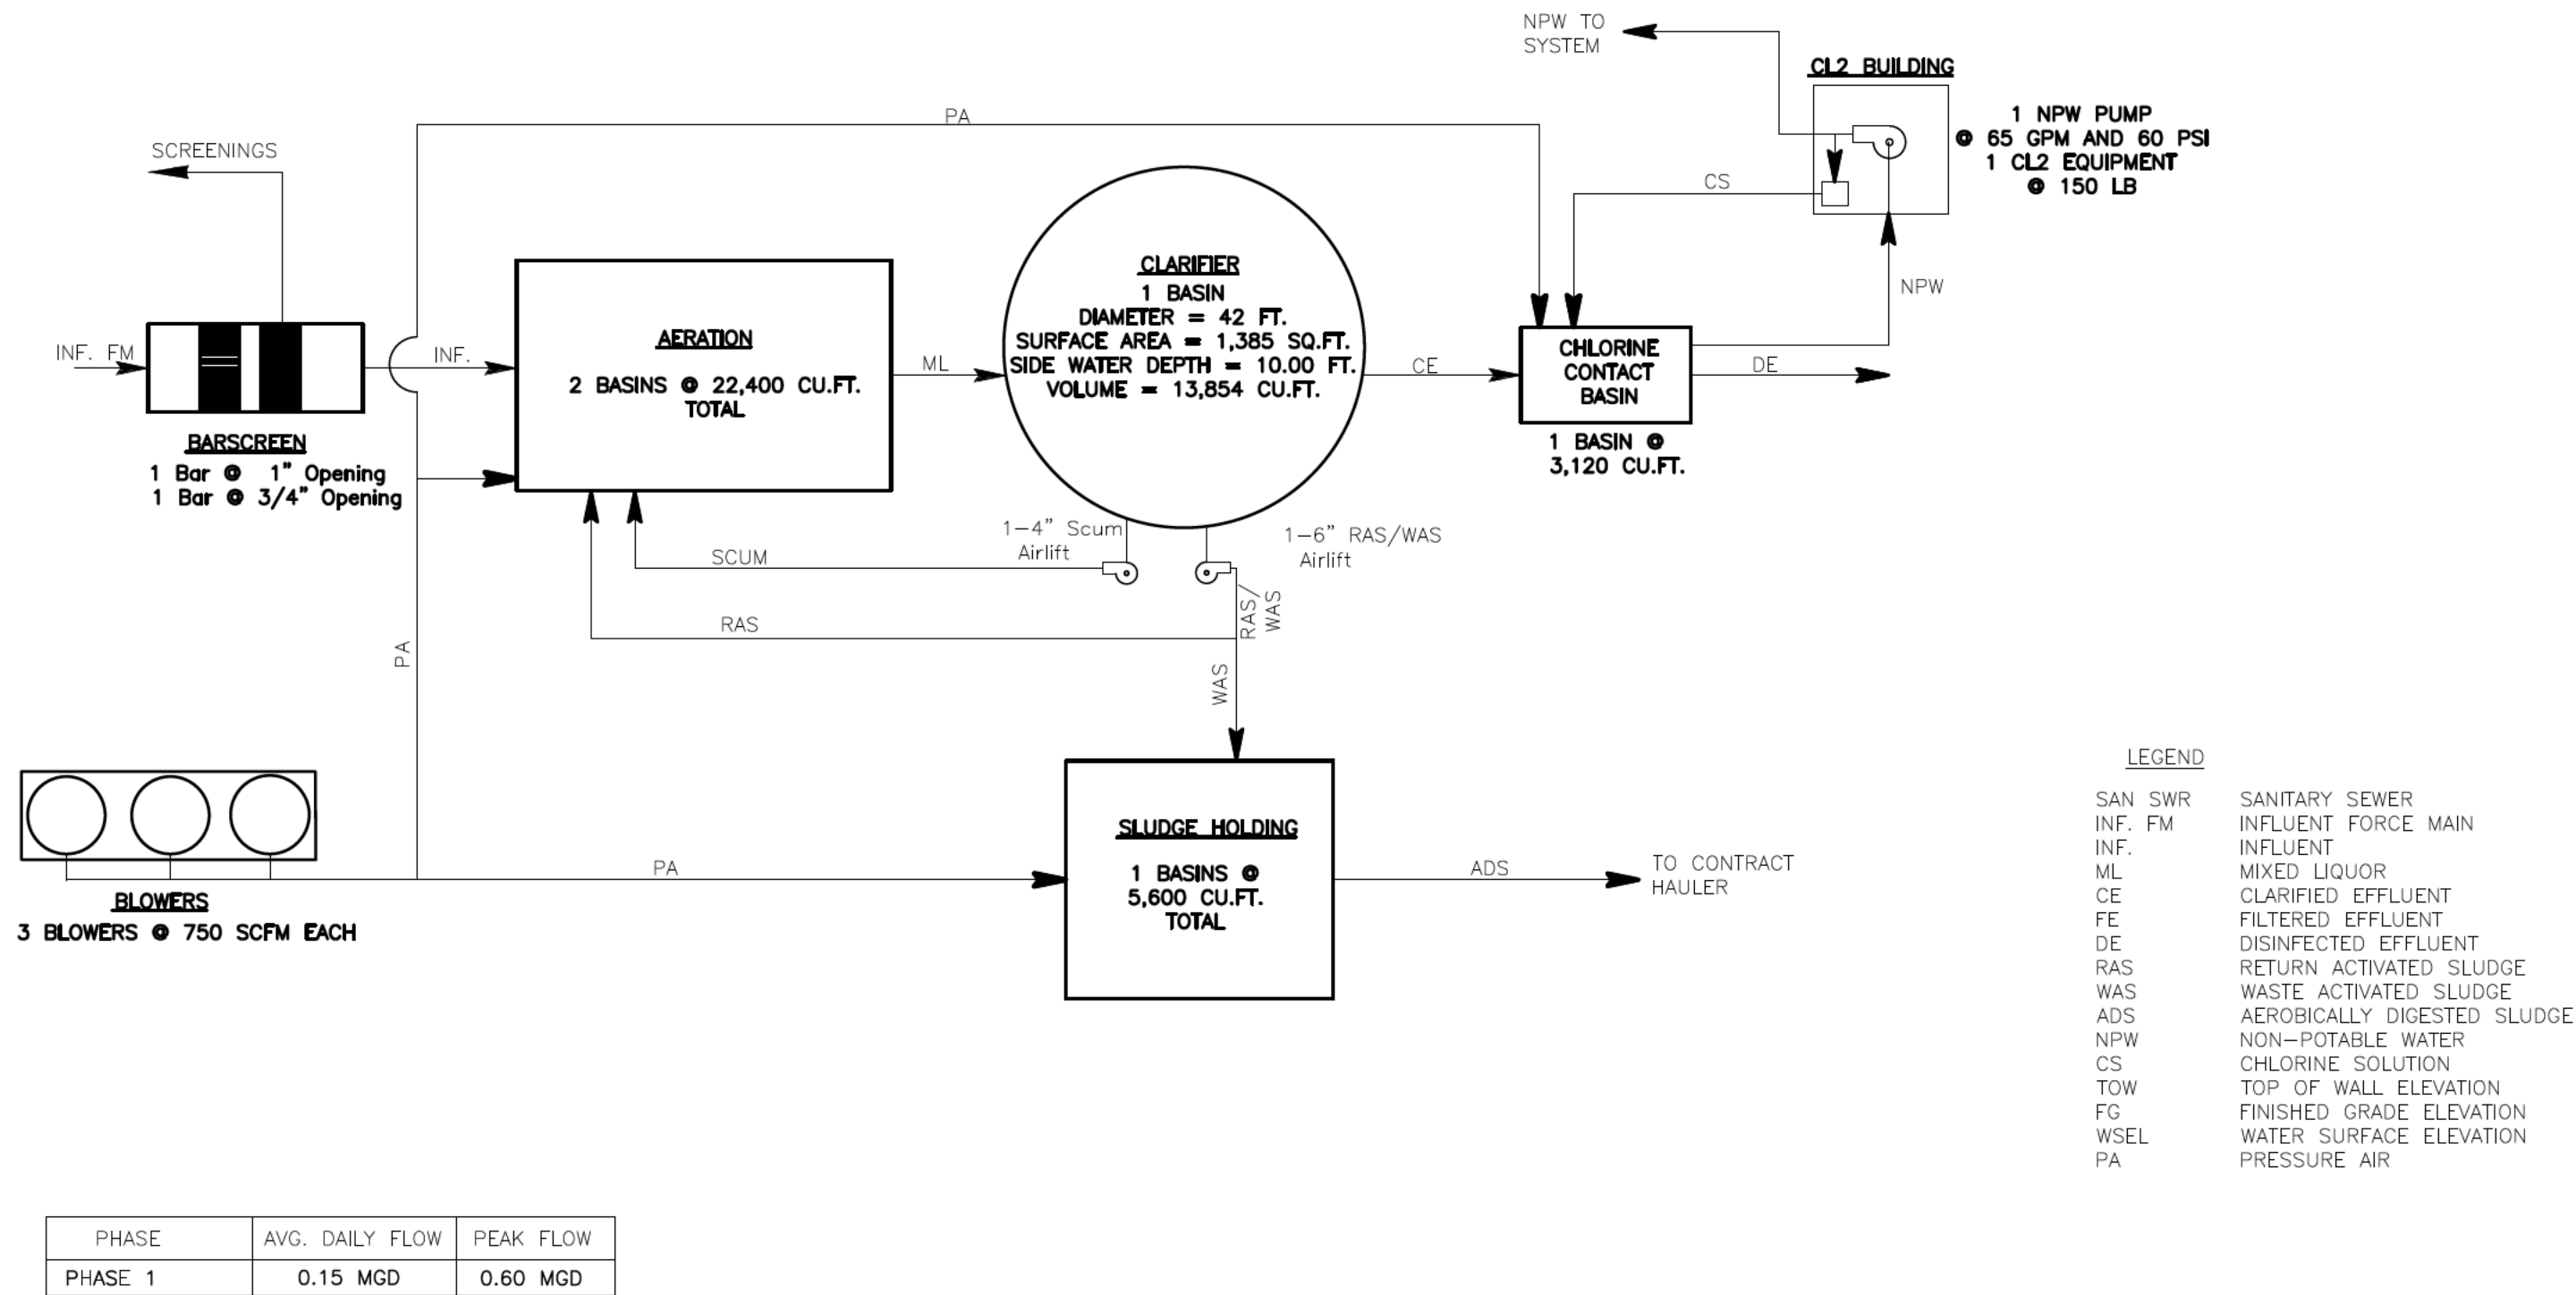 NPW TO
SYSTEM
CL2 BUILDING
1 NPW PUMP
@ 65 GPM AND 60 PSI
1 CL2 EQUIPMENT
@ 150 LB
PA
SCREENINGS
CS
NPW
INF. FM
INF.
BARSCREEN
1 Bar @ 1" Opening
1 Bar @ 3/4" Opening
AERATION
2 BASINS @ 22,400 CU.FT.
TOTAL
ML
CLARIFIER
1 BASIN
DIAMETER = 42 FT.
SURFACE AREA = 1,385 SQ.FT.
SIDE WATER DEPTH = 10.00 FT.
VOLUME = 13,854 CU.FT.
CE
CHLORINE
CONTACT
BASIN
1 BASIN @
3,120 CU.FT.
DE
1-4" Scum
Airlift
1-6" RAS/WAS
Airlift
SCUM
RAS
RAS/
WAS
WAS
PA
BLOWERS
3 BLOWERS @ 750 SCFM EACH
PA
SLUDGE HOLDING
1 BASINS @
5,600 CU.FT.
TOTAL
ADS
TO CONTRACT
HAULER
LEGEND
SAN SWR SANITARY SEWER
INF. FM INFLUENT FORCE MAIN
INF. INFLUENT
ML MIXED LIQUOR
CE CLARIFIED EFFLUENT
FE FILTERED EFFLUENT
DE DISINFECTED EFFLUENT
RAS RETURN ACTIVATED SLUDGE
WAS WASTE ACTIVATED SLUDGE
ADS AEROBICALLY DIGESTED SLUDGE
NPW NON-POTABLE WATER
CS CHLORINE SOLUTION
TOW TOP OF WALL ELEVATION
FG FINISHED GRADE ELEVATION
WSEL WATER SURFACE ELEVATION
PA PRESSURE AIR
PHASE AVG. DAILY FLOW PEAK FLOW
PHASE 1 0.15 MGD 0.60 MGD